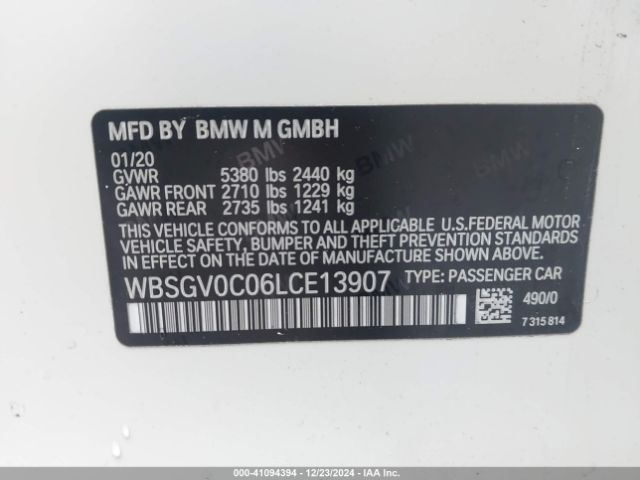 MFD BY BMW M GMBH
01/20
GVWR 5380 lbs 2440 kg
GAWR FRONT 2710 lbs 1229 kg
GAWR REAR 2735 lbs 1241 kg
THIS VEHICLE CONFORMS TO ALL APPLICABLE U.S.FEDERAL MOTOR
VEHICLE SAFETY, BUMPER AND THEFT PREVENTION STANDARDS
IN EFFECT ON THE DATE OF MANUFACTURE SHOWN ABOVE.
WBSGV0C06LCE13907 TYPE: PASSENGER CAR
490/0
7 315 814
000-41094394 - 12/23/2024 - IAA Inc.